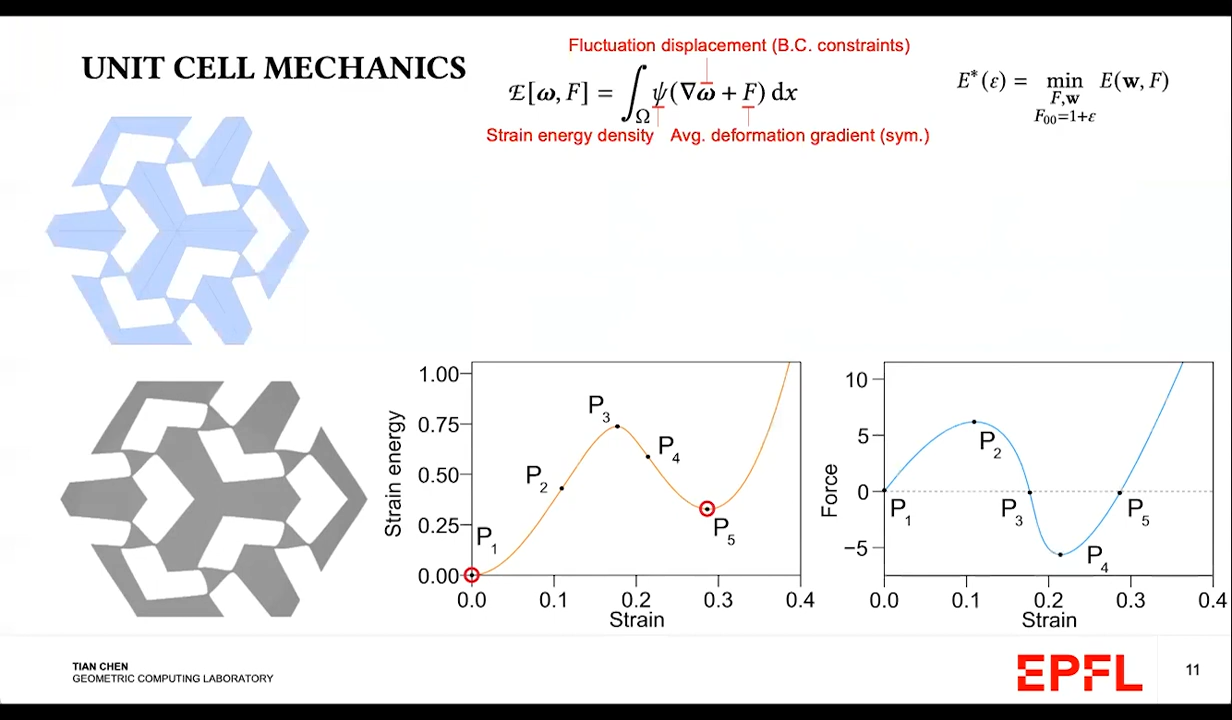 UNIT CELL MECHANICS
Fluctuation displacement (B.C. constraints)
ℰ[ω, F] = ∫_Ω ψ(∇ω + F) dx
Strain energy density
Avg. deformation gradient (sym.)
E*(ε) = min E(w, F)
F,w
F₀₀=1+ε
Strain energy
1.00
0.75
0.50
0.25
0.00
0.0 0.1 0.2 0.3 0.4
Strain
P₁
P₂
P₃
P₄
P₅
Force
10
5
0
−5
0.0 0.1 0.2 0.3 0.4
Strain
P₁
P₂
P₃
P₄
P₅
TIAN CHEN
GEOMETRIC COMPUTING LABORATORY
EPFL
11